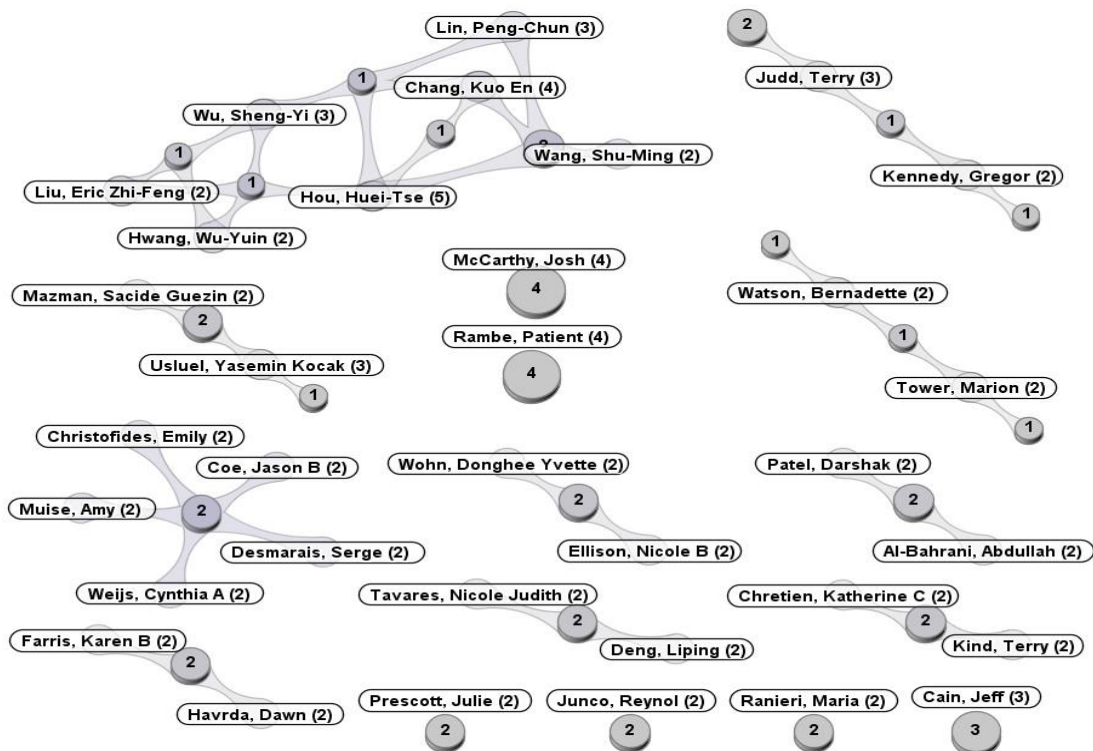 Lin, Peng-Chun (3)
2
1
Judd, Terry (3)
Chang, Kuo En (4)
Wu, Sheng-Yi (3)
1
1
1
Wang, Shu-Ming (2)
Kennedy, Gregor (2)
Liu, Eric Zhi-Feng (2)
1
Hou, Huei-Tse (5)
1
Hwang, Wu-Yuin (2)
1
McCarthy, Josh (4)
4
Mazman, Sacide Guezin (2)
Watson, Bernadette (2)
2
Rambe, Patient (4)
1
Usluel, Yasemin Kocak (3)
4
1
Tower, Marion (2)
1
Christofides, Emily (2)
Coe, Jason B (2)
Wohn, Donghee Yvette (2)
Patel, Darshak (2)
Muise, Amy (2)
2
2
2
Desmarais, Serge (2)
Ellison, Nicole B (2)
Al-Bahrani, Abdullah (2)
Weijs, Cynthia A (2)
Tavares, Nicole Judith (2)
Chretien, Katherine C (2)
2
2
Farris, Karen B (2)
Deng, Liping (2)
Kind, Terry (2)
2
Havrda, Dawn (2)
Prescott, Julie (2)
Junco, Reynol (2)
Ranieri, Maria (2)
Cain, Jeff (3)
2
2
2
3